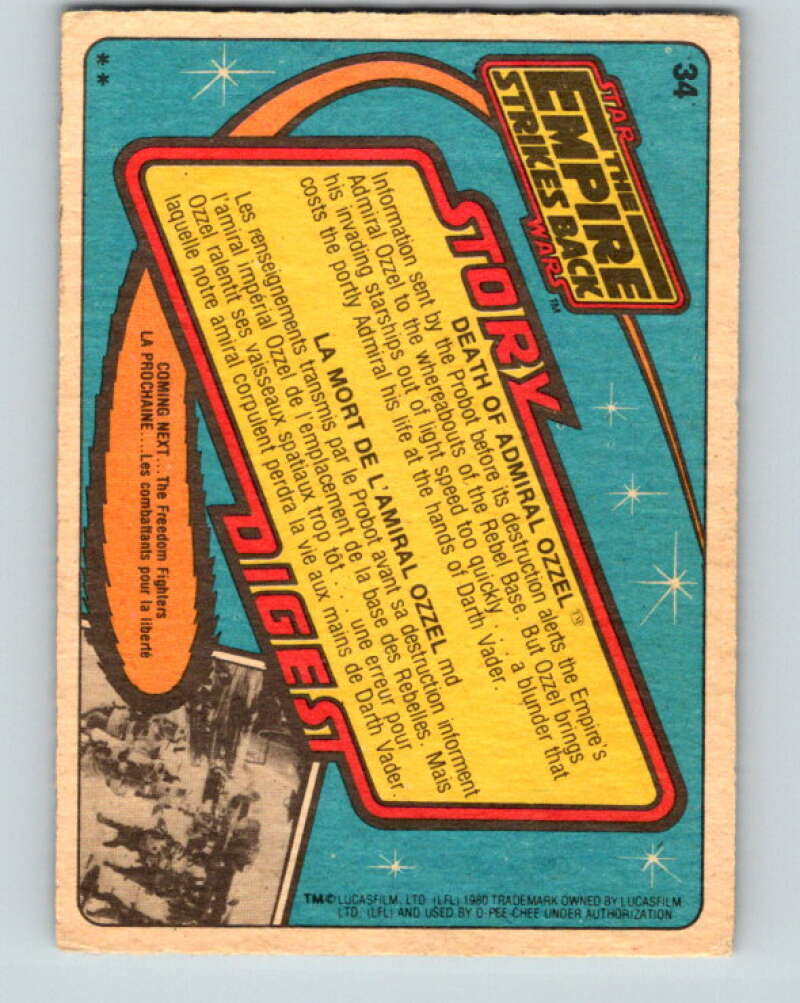 34
STAR
THE
EMPIRE
STRIKES BACK
WARS™
STORY
DEATH OF ADMIRAL OZZEL™
Information sent by the Probot before its destruction alerts the Empire's
Admiral Ozzel to the whereabouts of the Rebel Base. But Ozzel brings
his invading starships out of light speed too quickly . . . a blunder that
costs the portly Admiral his life at the hands of Darth Vader.
LA MORT DE L'AMIRAL OZZEL md
Les renseignements transmis par le Probot avant sa destruction informent
l'amiral impérial Ozzel de l'emplacement de la base des Rebelles. Mais
Ozzel ralentit ses vaisseaux spatiaux trop tôt . . . une erreur pour
laquelle notre amiral corpulent perdra la vie aux mains de Darth Vader.
DIGEST
COMING NEXT...The Freedom Fighters
LA PROCHAINE....Les combattants pour la liberté
**
TM© LUCASFILM, LTD. (LFL) 1980 TRADEMARK OWNED BY LUCASFILM
LTD. (LFL) AND USED BY O-PEE-CHEE UNDER AUTHORIZATION